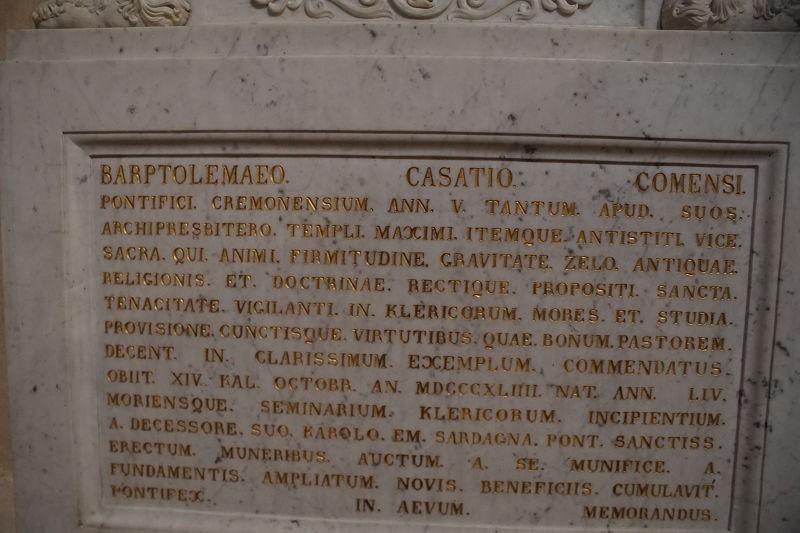 BARPTOLEMAEO. CASATIO. COMENSI.
PONTIFICI. CREMONENSIUM. ANN. V. TANTUM. APUD. SUOS.
ARCHIPRESBITERO. TEMPLI. MAXIMI. ITEMQUE. ANTISTITI. VICE.
SACRA. QUI. ANIMI. FIRMITUDINE. GRAVITATE. ZELO. ANTIQUAE.
RELIGIONIS. ET. DOCTRINAE. RECTIQUE. PROPOSITI. SANCTA.
TENACITATE. VIGILANTI. IN. KLERICORUM. MORES. ET. STUDIA.
PROVISIONE. CUNCTISQUE. VIRTUTIBUS. QUAE. BONUM. PASTOREM.
DECENT. IN. CLARISSIMUM. EXEMPLUM. COMMENDATUS.
OBIIT. XIV. KAL. OCTOBR. AN. MDCCCXLIIII. NAT. ANN. LIV.
MORIENSQUE. SEMINARIUM. KLERICORUM. INCIPIENTIUM.
A. DECESSORE. SUO. KAROLO. EM. SARDAGNA. PONT. SANCTISS.
ERECTUM. MUNERIBUS. AUCTUM. A. SE. MUNIFICE. A.
FUNDAMENTIS. AMPLIATUM. NOVIS. BENEFICIIS. CUMULAVIT.
PONTIFEX. IN. AEVUM. MEMORANDUS.